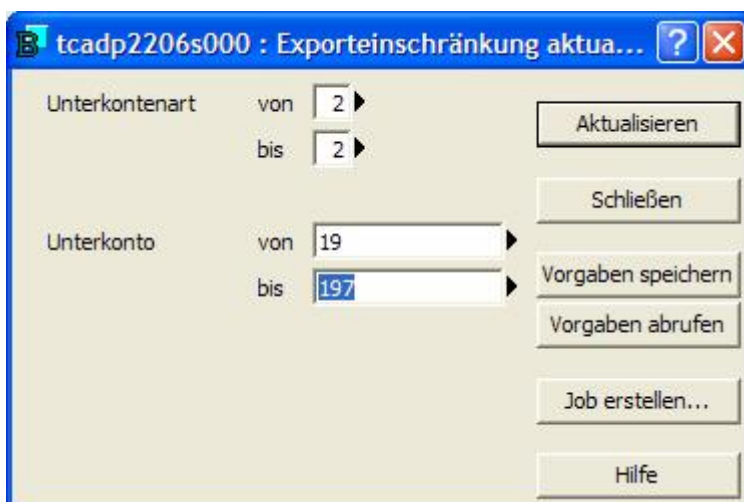 B tcadp2206s000 : Exporteinschränkung aktua... ?
Unterkontenart von 2
bis 2
Unterkonto von 19
bis 197
Aktualisieren
Schließen
Vorgaben speichern
Vorgaben abrufen
Job erstellen...
Hilfe